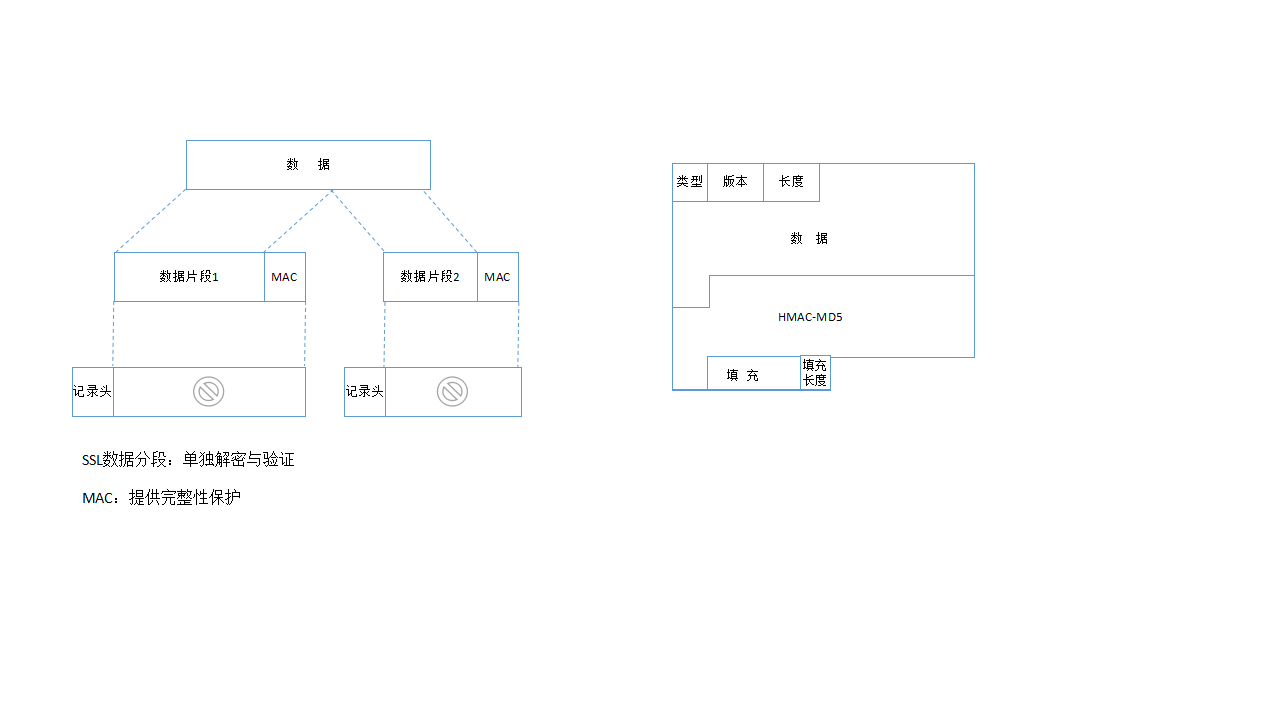 数 据
数据片段1
MAC
数据片段2
MAC
记录头
记录头
SSL数据分段：单独解密与验证
MAC：提供完整性保护
类型
版本
长度
数 据
HMAC-MD5
填 充
填充
长度